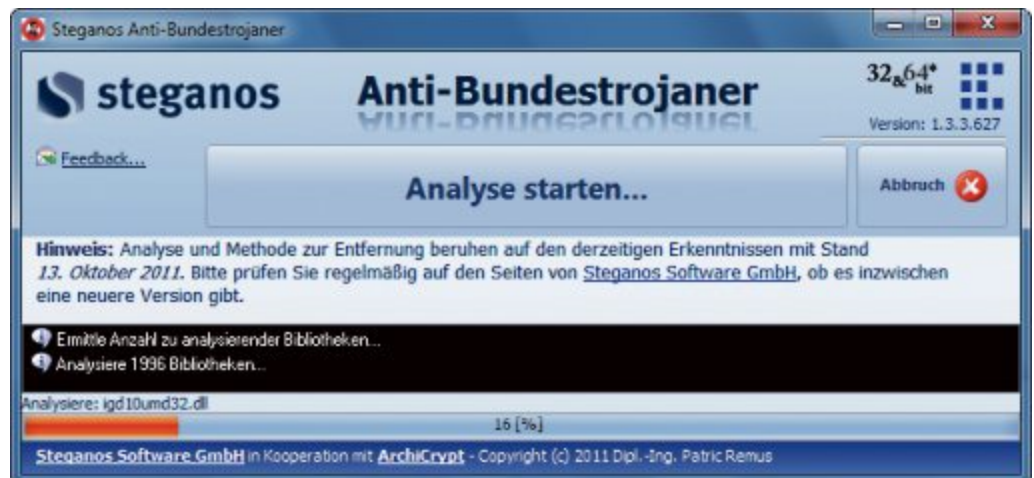 Steganos Anti-Bundestrojaner
steganos
Anti-Bundestrojaner
32&64*
bit
Version: 1.3.3.627
Feedback...
Analyse starten...
Abbruch
Hinweis: Analyse und Methode zur Entfernung beruhen auf den derzeitigen Erkenntnissen mit Stand
13. Oktober 2011. Bitte prüfen Sie regelmäßig auf den Seiten von Steganos Software GmbH, ob es inzwischen
eine neuere Version gibt.
Ermittle Anzahl zu analysierender Bibliotheken...
Analysiere 1996 Bibliotheken...
Analysiere: igd10umd32.dll
16 [%]
Steganos Software GmbH in Kooperation mit ArchiCrypt - Copyright (c) 2011 Dipl.-Ing. Patric Remus